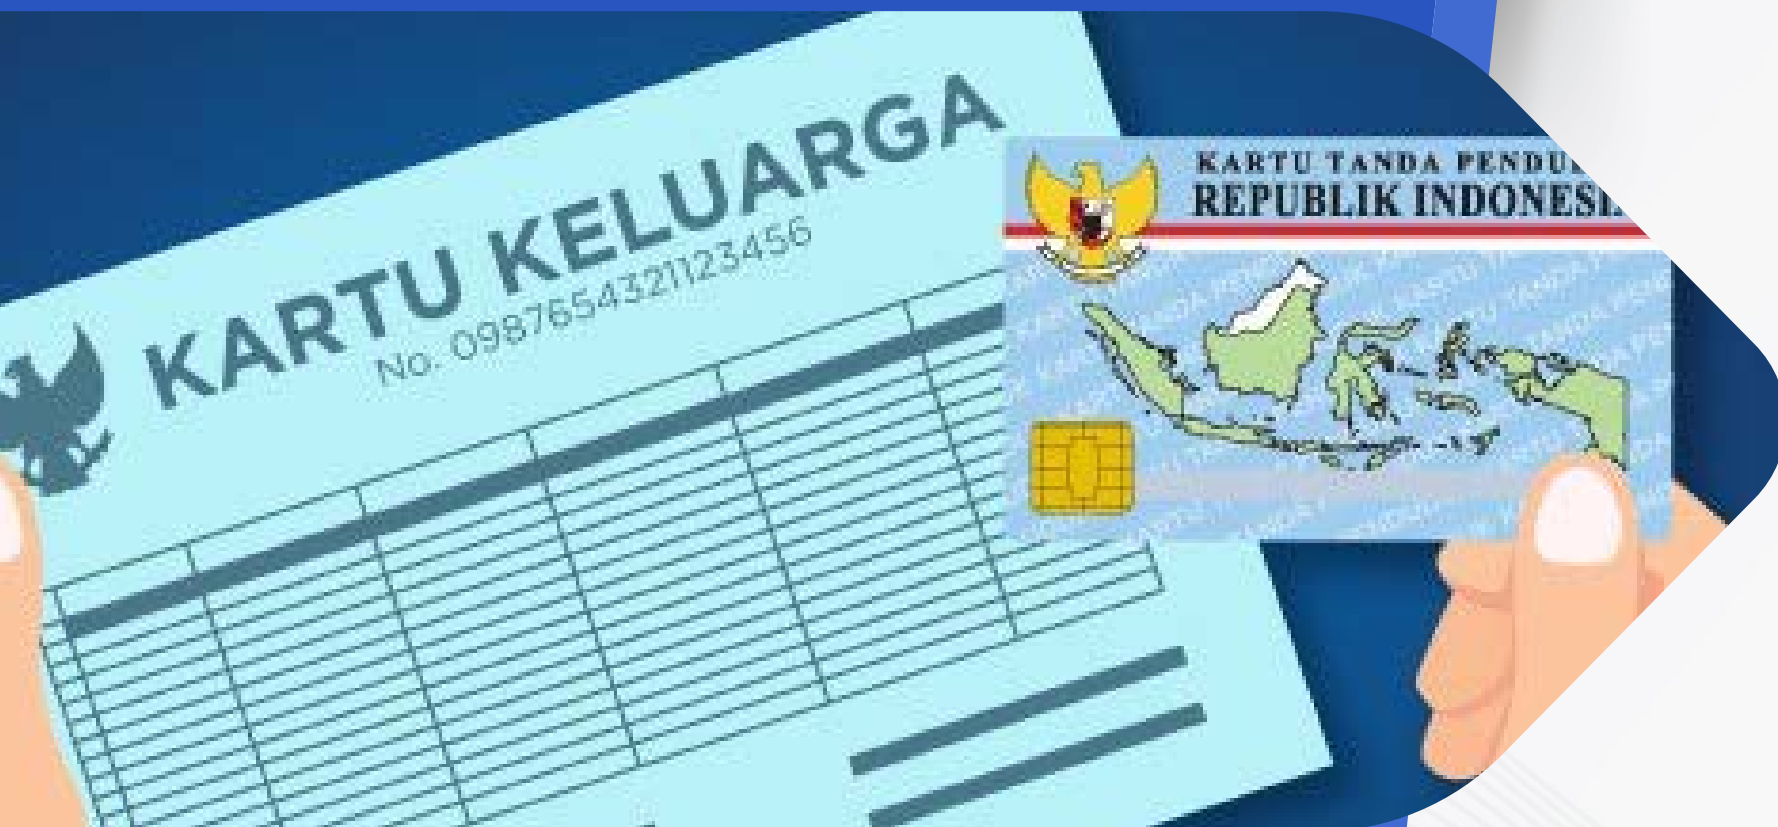 KARTU KELUARGA
No. 0987654321123456
KARTU TANDA PENDU
REPUBLIK INDONESI